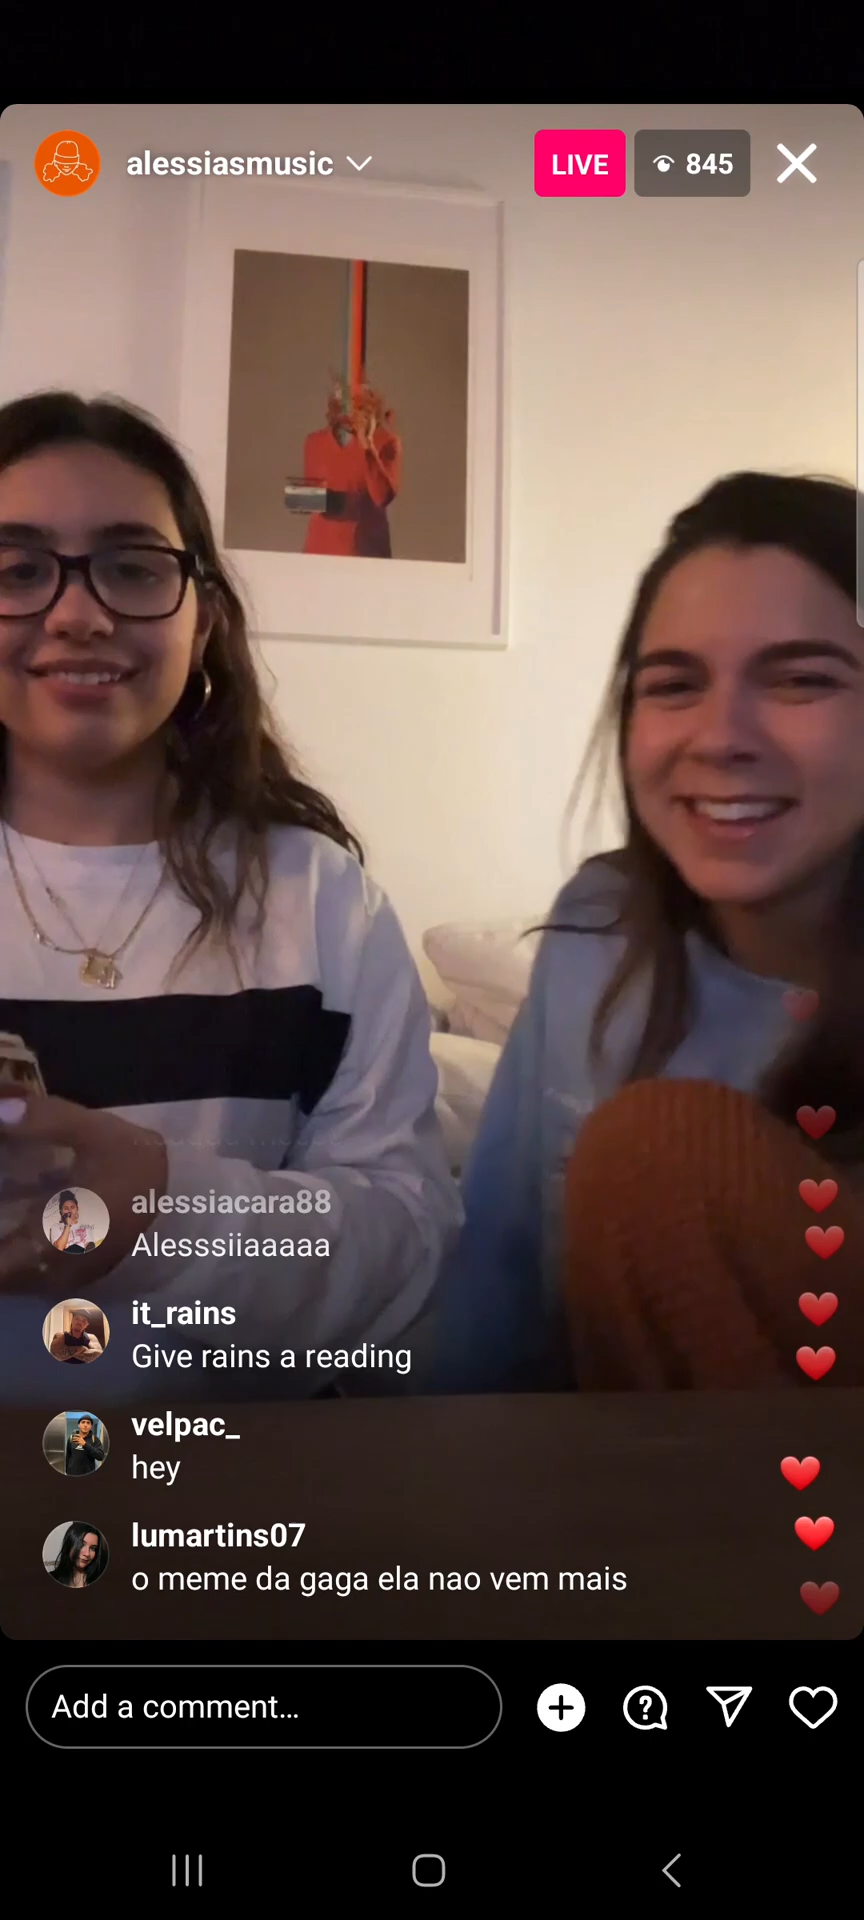 alessiasmusic
LIVE
845
alessiacara88
Alesssiiaaaaa
it_rains
Give rains a reading
velpac_
hey
lumartins07
o meme da gaga ela nao vem mais
Add a comment...